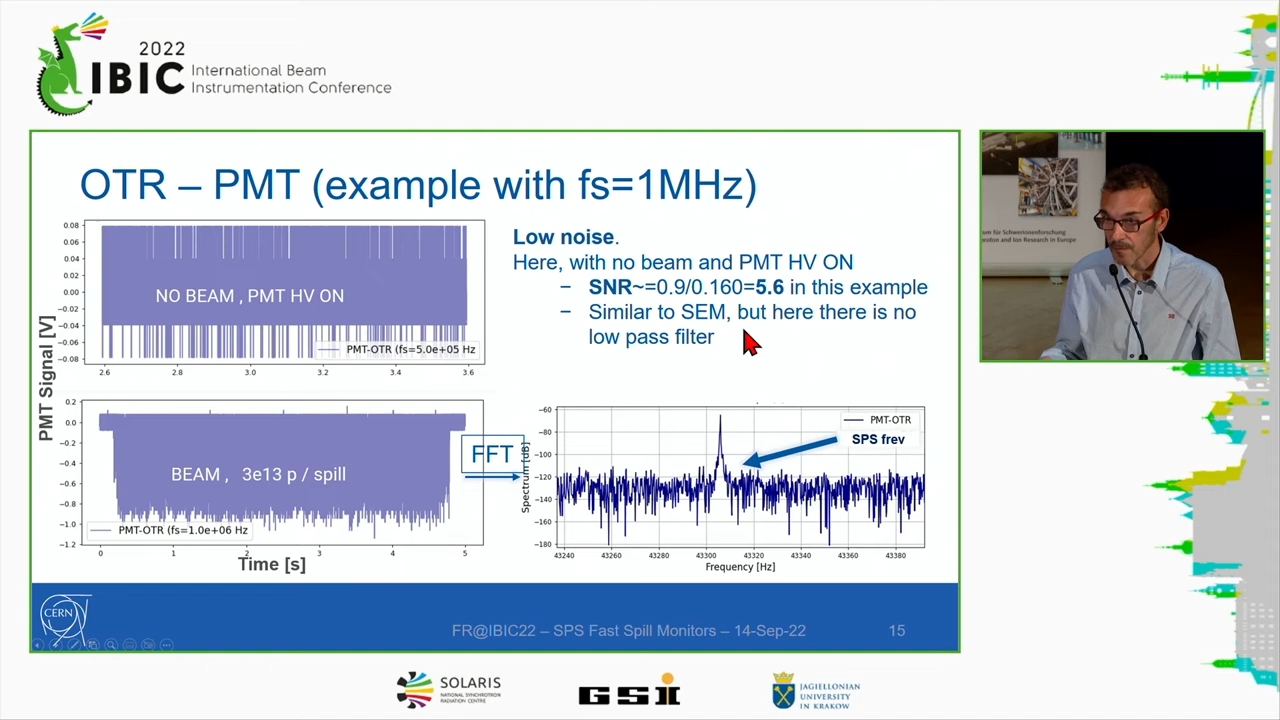 2022
IBIC
International Beam
Instrumentation Conference
OTR – PMT (example with fs=1MHz)
0.08
0.06
0.04
0.02
0.00
−0.02
−0.04
−0.06
−0.08
NO BEAM , PMT HV ON
PMT-OTR (fs=5.0e+05 Hz
2.6 2.8 3.0 3.2 3.4 3.6
PMT Signal [V]
Low noise.
Here, with no beam and PMT HV ON
− SNR~=0.9/0.160=5.6 in this example
− Similar to SEM, but here there is no
low pass filter
0.2
0.0
−0.2
−0.4
−0.6
−0.8
−1.0
−1.2
BEAM , 3e13 p / spill
PMT-OTR (fs=1.0e+06 Hz
0 1 2 3 4 5
Time [s]
FFT
−60
−80
−100
−120
−140
−160
−180
Spectrum [dB]
PMT-OTR
SPS frev
43240 43260 43280 43300 43320 43340 43360 43380
Frequency [Hz]
CERN
FR@IBIC22 – SPS Fast Spill Monitors – 14-Sep-22
15
SOLARIS
NATIONAL SYNCHROTRON
RADIATION CENTRE
GSI
JAGIELLONIAN
UNIVERSITY
IN KRAKÓW